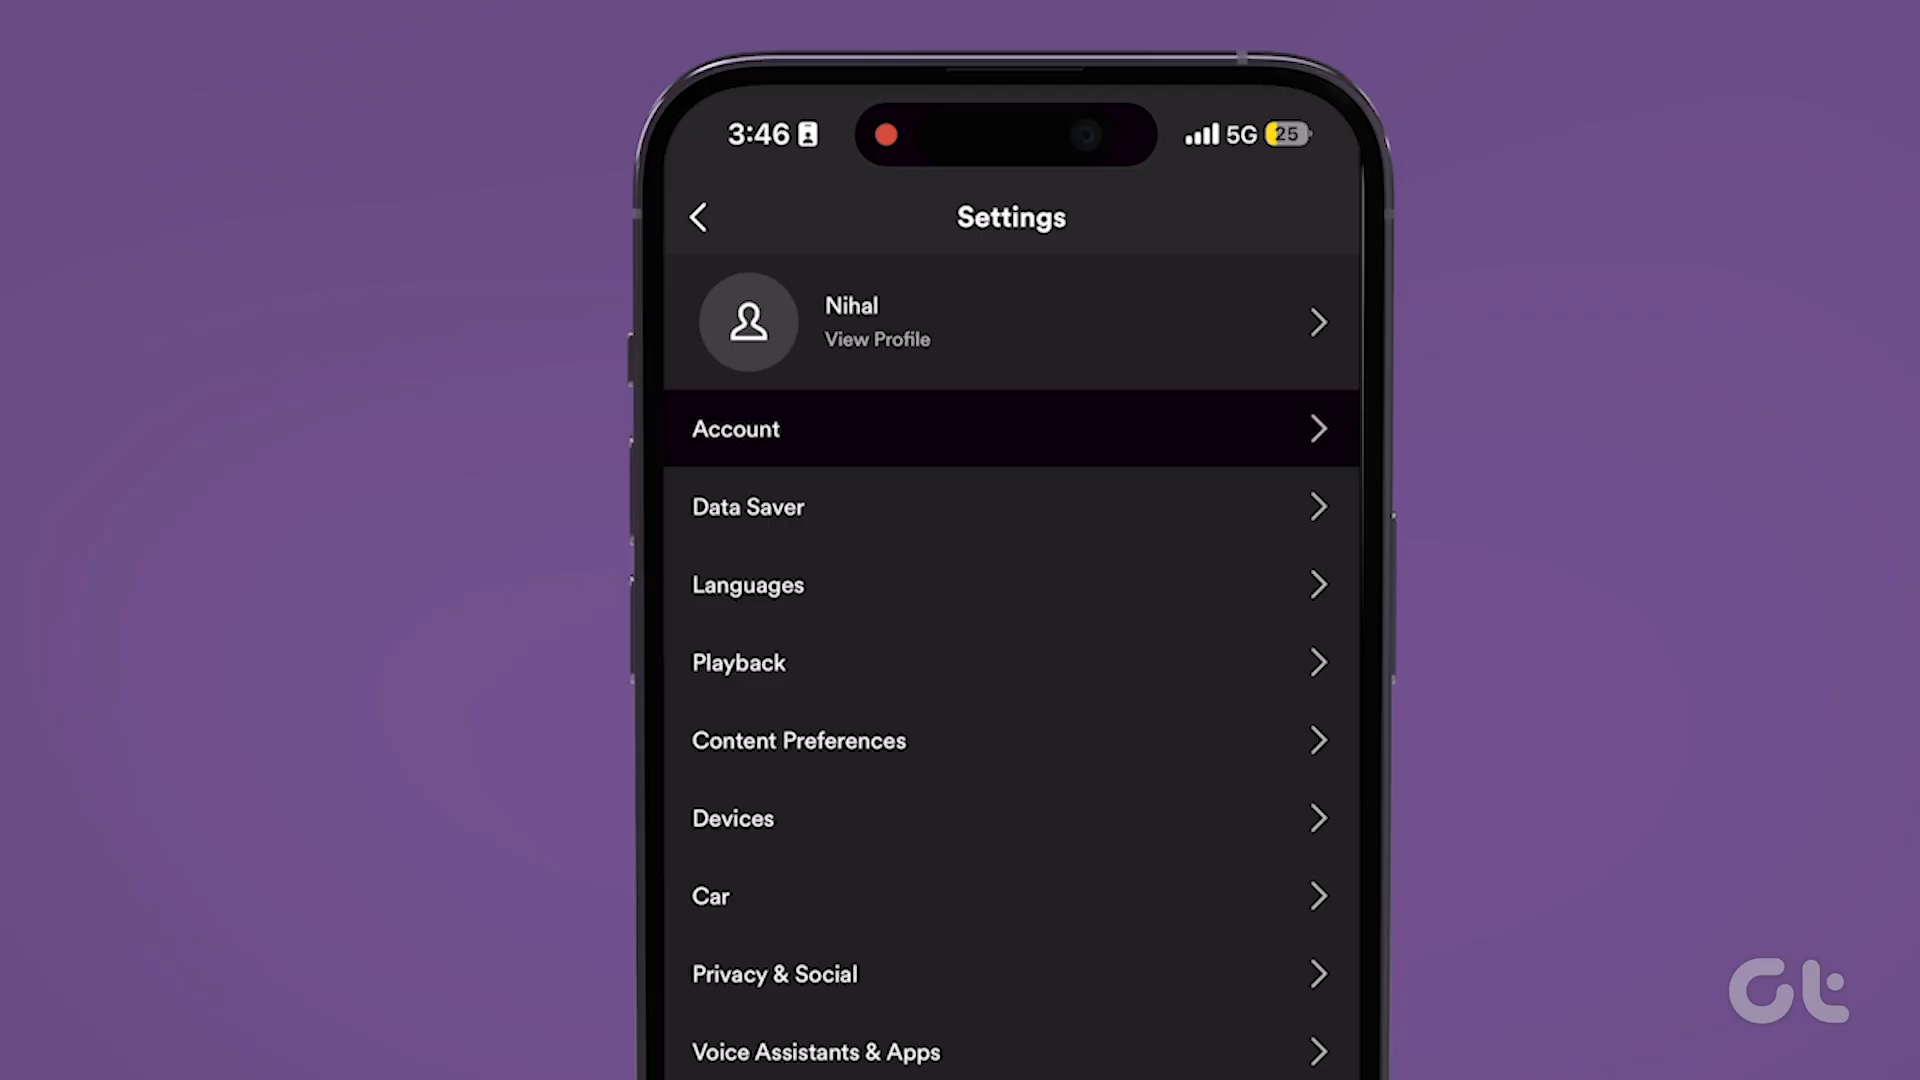 3:46
5G 25
Settings
Nihal
View Profile
Account
Data Saver
Languages
Playback
Content Preferences
Devices
Car
Privacy & Social
Voice Assistants & Apps
Gt